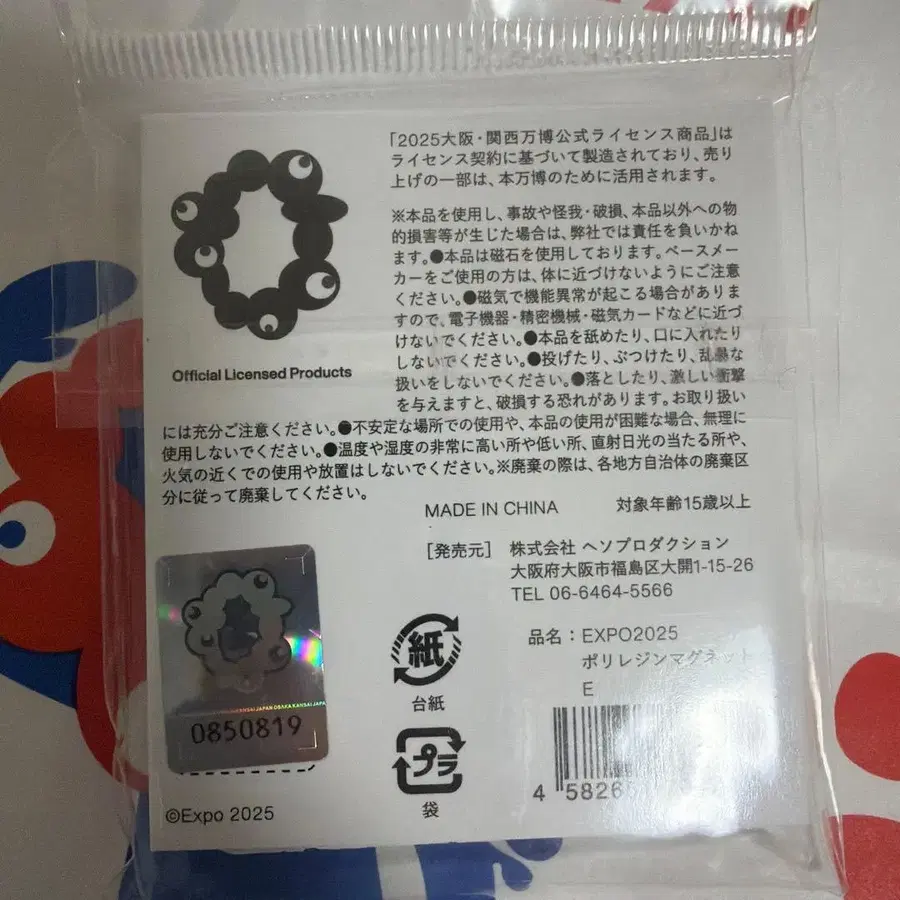 「2025大阪・関西万博公式ライセンス商品」は
ライセンス契約に基づいて製造されており、売り
上げの一部は、本万博のために活用されます。
※本品を使用し、事故や怪我・破損、本品以外への物
的損害等が生じた場合は、弊社では責任を負いかね
ます。●本品は磁石を使用しております。ペースメー
カーをご使用の方は、体に近づけないようにご注意
ください。●磁気で機能異常が起こる場合がありま
すので、電子機器・精密機械・磁気カードなどに近づ
けないでください。●本品を舐めたり、口に入れたり
しないでください。●投げたり、ぶつけたり、乱暴な
扱いをしないでください。●落としたり、激しい衝撃
を与えますと、破損する恐れがあります。お取り扱い
には充分ご注意ください。●不安定な場所での使用や、本品の使用が困難な場合、無理に
使用しないでください。●温度や湿度の非常に高い所や低い所、直射日光の当たる所や、
火気の近くでの使用や放置はしないでください。※廃棄の際は、各地方自治体の廃棄区
分に従って廃棄してください。
Official Licensed Products
MADE IN CHINA 対象年齢15歳以上
[発売元] 株式会社 ヘソプロダクション
大阪府大阪市福島区大開1-15-26
TEL 06-6464-5566
品名：EXPO2025
ポリレジンマグネット
E
紙
台紙
プラ
袋
KANSAI JAPAN OSAKA KANSAI JAPA
0850819
©Expo 2025
4 5826